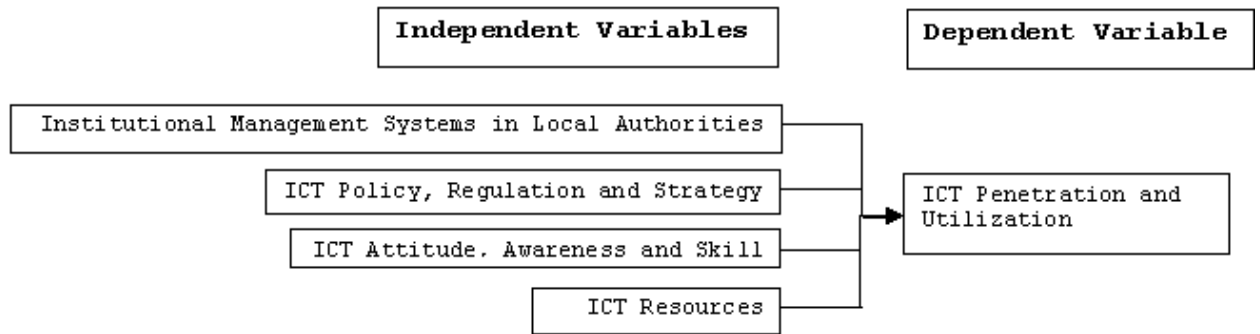 Independent Variables
Dependent Variable
Institutional Management Systems in Local Authorities
ICT Policy, Regulation and Strategy
ICT Attitude. Awareness and Skill
ICT Resources
ICT Penetration and
Utilization